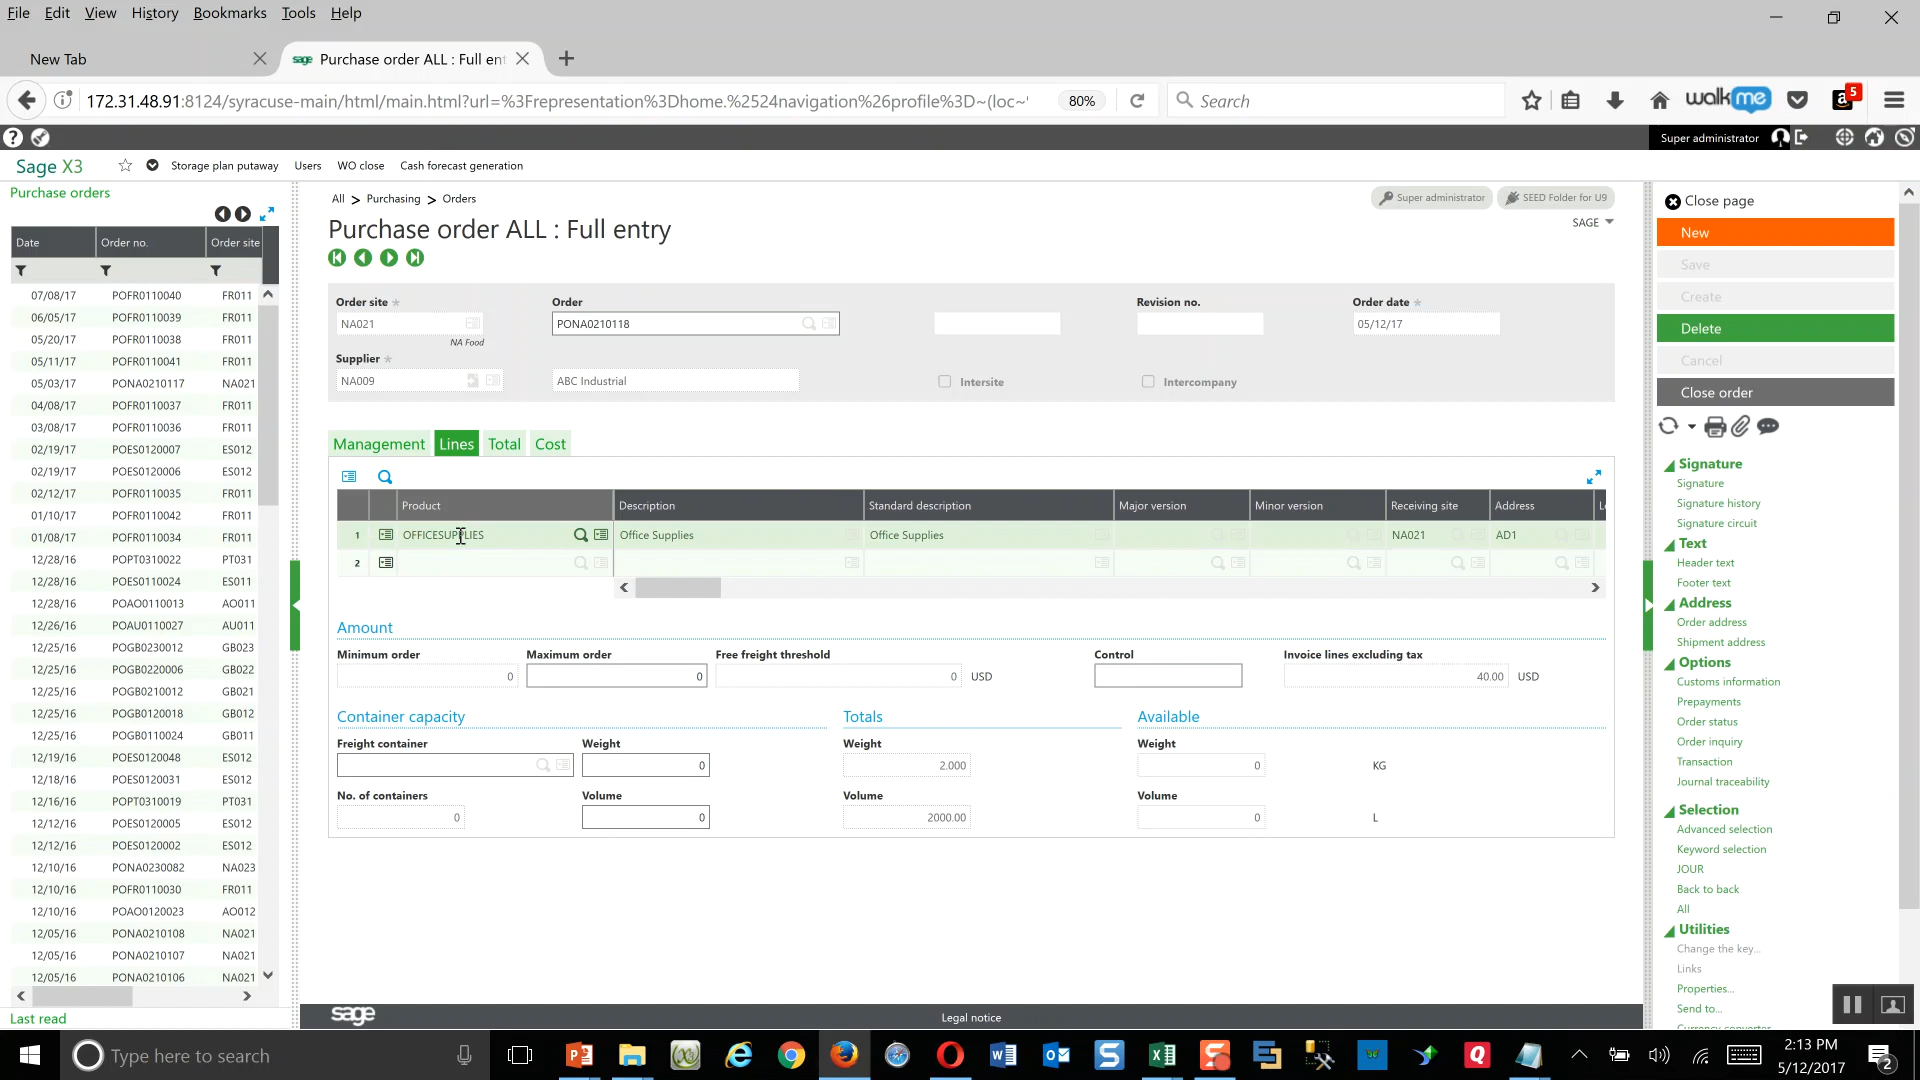 File Edit View History Bookmarks Tools Help
New Tab
sage Purchase order ALL : Full ent
172.31.48.91:8124/syracuse-main/html/main.html?url=%3Frepresentation%3Dhome.%2524navigation%26profile%3D~(loc~'
80%
Search
walkme
a 5
Super administrator
Sage X3
Storage plan putaway Users WO close Cash forecast generation
Purchase orders
Date Order no. Order site
07/08/17 POFR0110040 FR011
06/05/17 POFR0110039 FR011
05/20/17 POFR0110038 FR011
05/11/17 POFR0110041 FR011
05/03/17 PONA0210117 NA021
04/08/17 POFR0110037 FR011
03/08/17 POFR0110036 FR011
02/19/17 POES0120007 ES012
02/19/17 POES0120006 ES012
02/12/17 POFR0110035 FR011
01/10/17 POFR0110042 FR011
01/08/17 POFR0110034 FR011
12/28/16 POPT0310022 PT031
12/28/16 POES0110024 ES011
12/28/16 POAO0110013 AO011
12/26/16 POAU0110027 AU011
12/25/16 POGB0230012 GB023
12/25/16 POGB0220006 GB022
12/25/16 POGB0210012 GB021
12/25/16 POGB0120018 GB012
12/25/16 POGB0110024 GB011
12/19/16 POES0120048 ES012
12/18/16 POES0120031 ES012
12/16/16 POPT0310019 PT031
12/12/16 POES0120005 ES012
12/12/16 POES0120002 ES012
12/10/16 PONA0230082 NA023
12/10/16 POFR0110030 FR011
12/10/16 POAO0120023 AO012
12/05/16 PONA0210108 NA021
12/05/16 PONA0210107 NA021
12/05/16 PONA0210106 NA021
Last read
All > Purchasing > Orders
Super administrator SEED Folder for U9
Purchase order ALL : Full entry
SAGE
Order site * Order Revision no. Order date *
NA021 PONA0210118 05/12/17
NA Food
Supplier *
NA009 ABC Industrial Intersite Intercompany
Management Lines Total Cost
Product Description Standard description Major version Minor version Receiving site Address
1 OFFICESUPPLIES Office Supplies Office Supplies NA021 AD1
2
Amount
Minimum order Maximum order Free freight threshold Control Invoice lines excluding tax
0 0 0 USD 40.00 USD
Container capacity Totals Available
Freight container Weight Weight Weight
0 2.000 0 KG
No. of containers Volume Volume Volume
0 0 2000.00 0 L
sage
Legal notice
Close page
New
Save
Create
Delete
Cancel
Close order
Signature
Signature
Signature history
Signature circuit
Text
Header text
Footer text
Address
Order address
Shipment address
Options
Customs information
Prepayments
Order status
Order inquiry
Transaction
Journal traceability
Selection
Advanced selection
Keyword selection
JOUR
Back to back
All
Utilities
Change the key...
Links
Properties...
Send to...
Currency converter
Type here to search
2:13 PM
5/12/2017
2